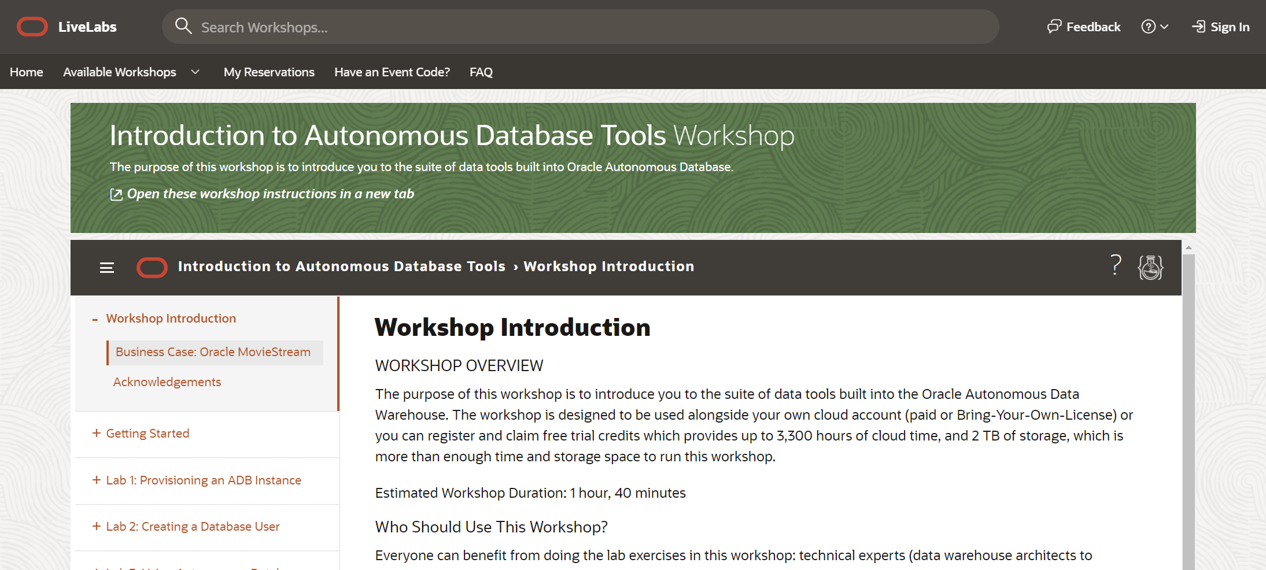 LiveLabs
Search Workshops...
Feedback
Sign In
Home
Available Workshops
My Reservations
Have an Event Code?
FAQ
Introduction to Autonomous Database Tools Workshop
The purpose of this workshop is to introduce you to the suite of data tools built into Oracle Autonomous Database.
Open these workshop instructions in a new tab
Introduction to Autonomous Database Tools › Workshop Introduction
?
- Workshop Introduction
Business Case: Oracle MovieStream
Acknowledgements
+ Getting Started
+ Lab 1: Provisioning an ADB Instance
+ Lab 2: Creating a Database User
Workshop Introduction
WORKSHOP OVERVIEW
The purpose of this workshop is to introduce you to the suite of data tools built into the Oracle Autonomous Data
Warehouse. The workshop is designed to be used alongside your own cloud account (paid or Bring-Your-Own-License) or
you can register and claim free trial credits which provides up to 3,300 hours of cloud time, and 2 TB of storage, which is
more than enough time and storage space to run this workshop.
Estimated Workshop Duration: 1 hour, 40 minutes
Who Should Use This Workshop?
Everyone can benefit from doing the lab exercises in this workshop: technical experts (data warehouse architects to